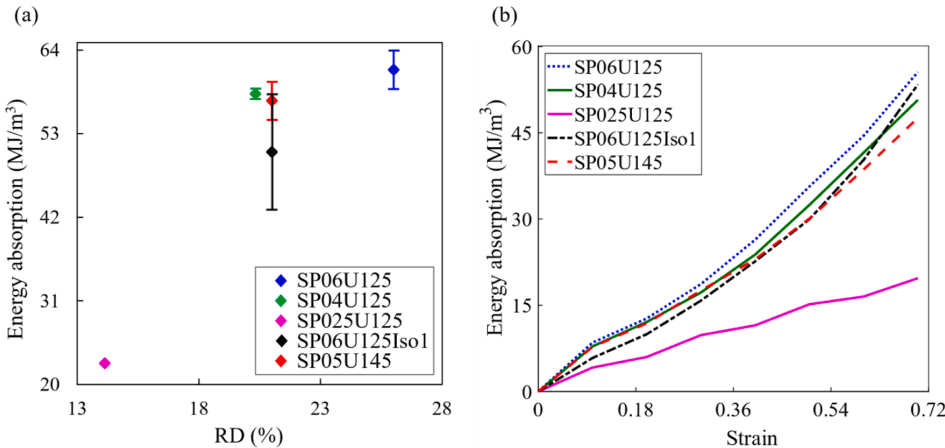 (a)
Energy absorption (MJ/m³)
64
53
42
31
20
13
18
23
28
RD (%)
SP06U125
SP04U125
SP025U125
SP06U125Iso1
SP05U145
(b)
Energy absorption (MJ/m³)
60
45
30
15
0
0
0.18
0.36
0.54
0.72
Strain
SP06U125
SP04U125
SP025U125
SP06U125Iso1
SP05U145